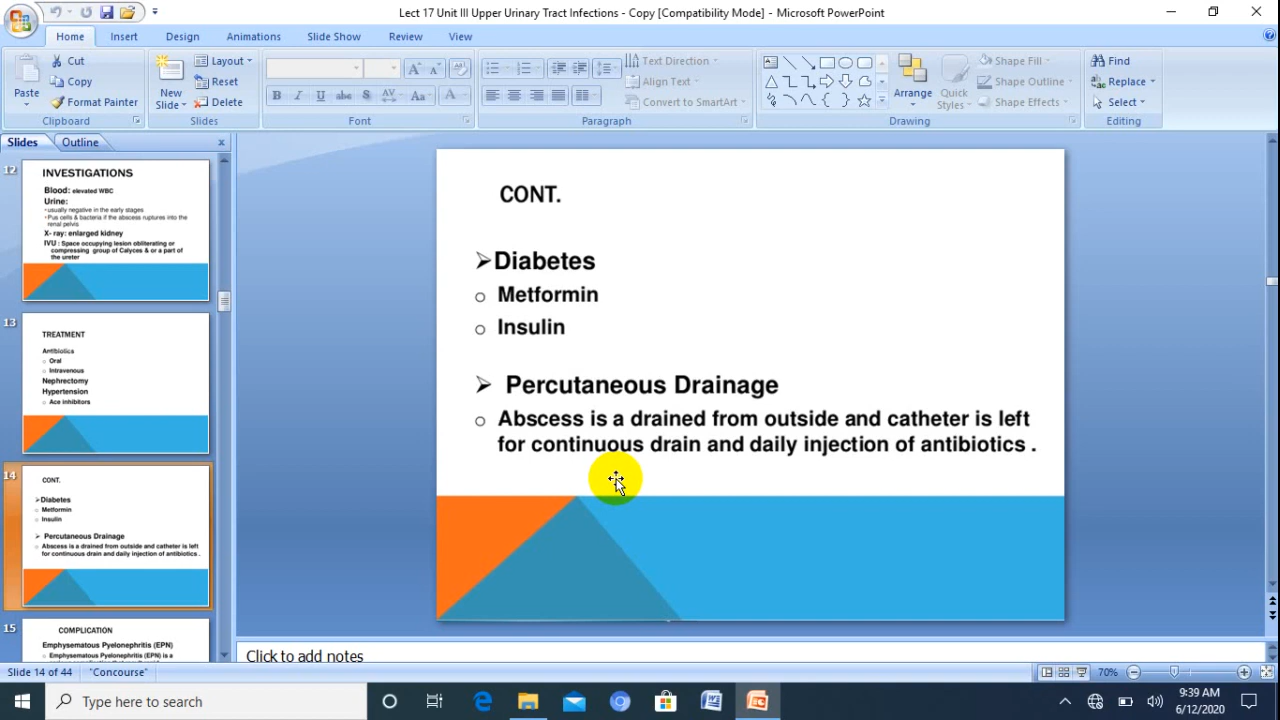 Lect 17 Unit III Upper Urinary Tract Infections - Copy [Compatibility Mode] - Microsoft PowerPoint
Home Insert Design Animations Slide Show Review View
Paste
Cut
Copy
Format Painter
Clipboard
New Slide
Layout
Reset
Delete
Slides
B I U abc S AV Aa A
Font
Text Direction
Align Text
Convert to SmartArt
Paragraph
Arrange
Quick Styles
Shape Fill
Shape Outline
Shape Effects
Drawing
Find
Replace
Select
Editing
Slides Outline
12
INVESTIGATIONS
Blood: elevated WBC
Urine:
•usually negative in the early stages
•Pus cells & bacteria if the abscess ruptures into the
renal pelvis
X- ray: enlarged kidney
IVU : Space occupying lesion obliterating or
compressing group of Calyces & or a part of
the ureter
13
TREATMENT
Antibiotics
o Oral
o Intravenous
Nephrectomy
Hypertension
o Ace inhibitors
14
CONT.
➢Diabetes
o Metformin
o Insulin
➢ Percutaneous Drainage
o Abscess is a drained from outside and catheter is left
for continuous drain and daily injection of antibiotics .
15
COMPLICATION
Emphysematous Pyelonephritis (EPN)
o Emphysematous Pyelonephritis (EPN) is a
CONT.
➢Diabetes
o Metformin
o Insulin
➢ Percutaneous Drainage
o Abscess is a drained from outside and catheter is left
for continuous drain and daily injection of antibiotics .
Click to add notes
Slide 14 of 44 "Concourse" 70%
Type here to search
9:39 AM
6/12/2020